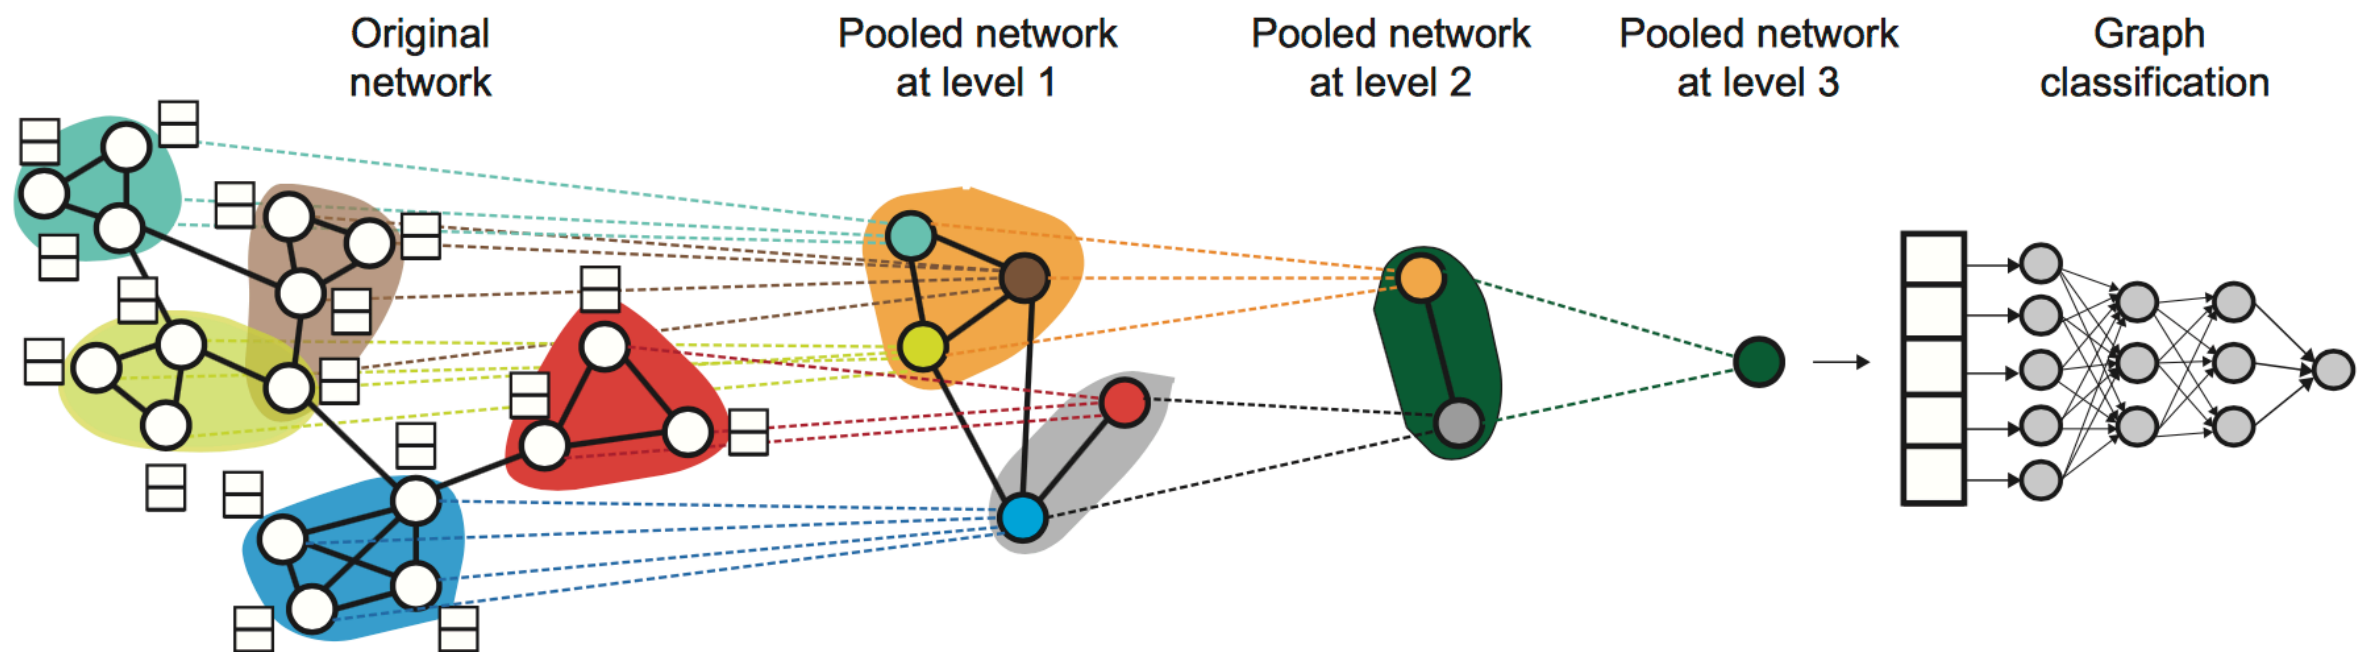 Original
network
Pooled network
at level 1
Pooled network
at level 2
Pooled network
at level 3
Graph
classification